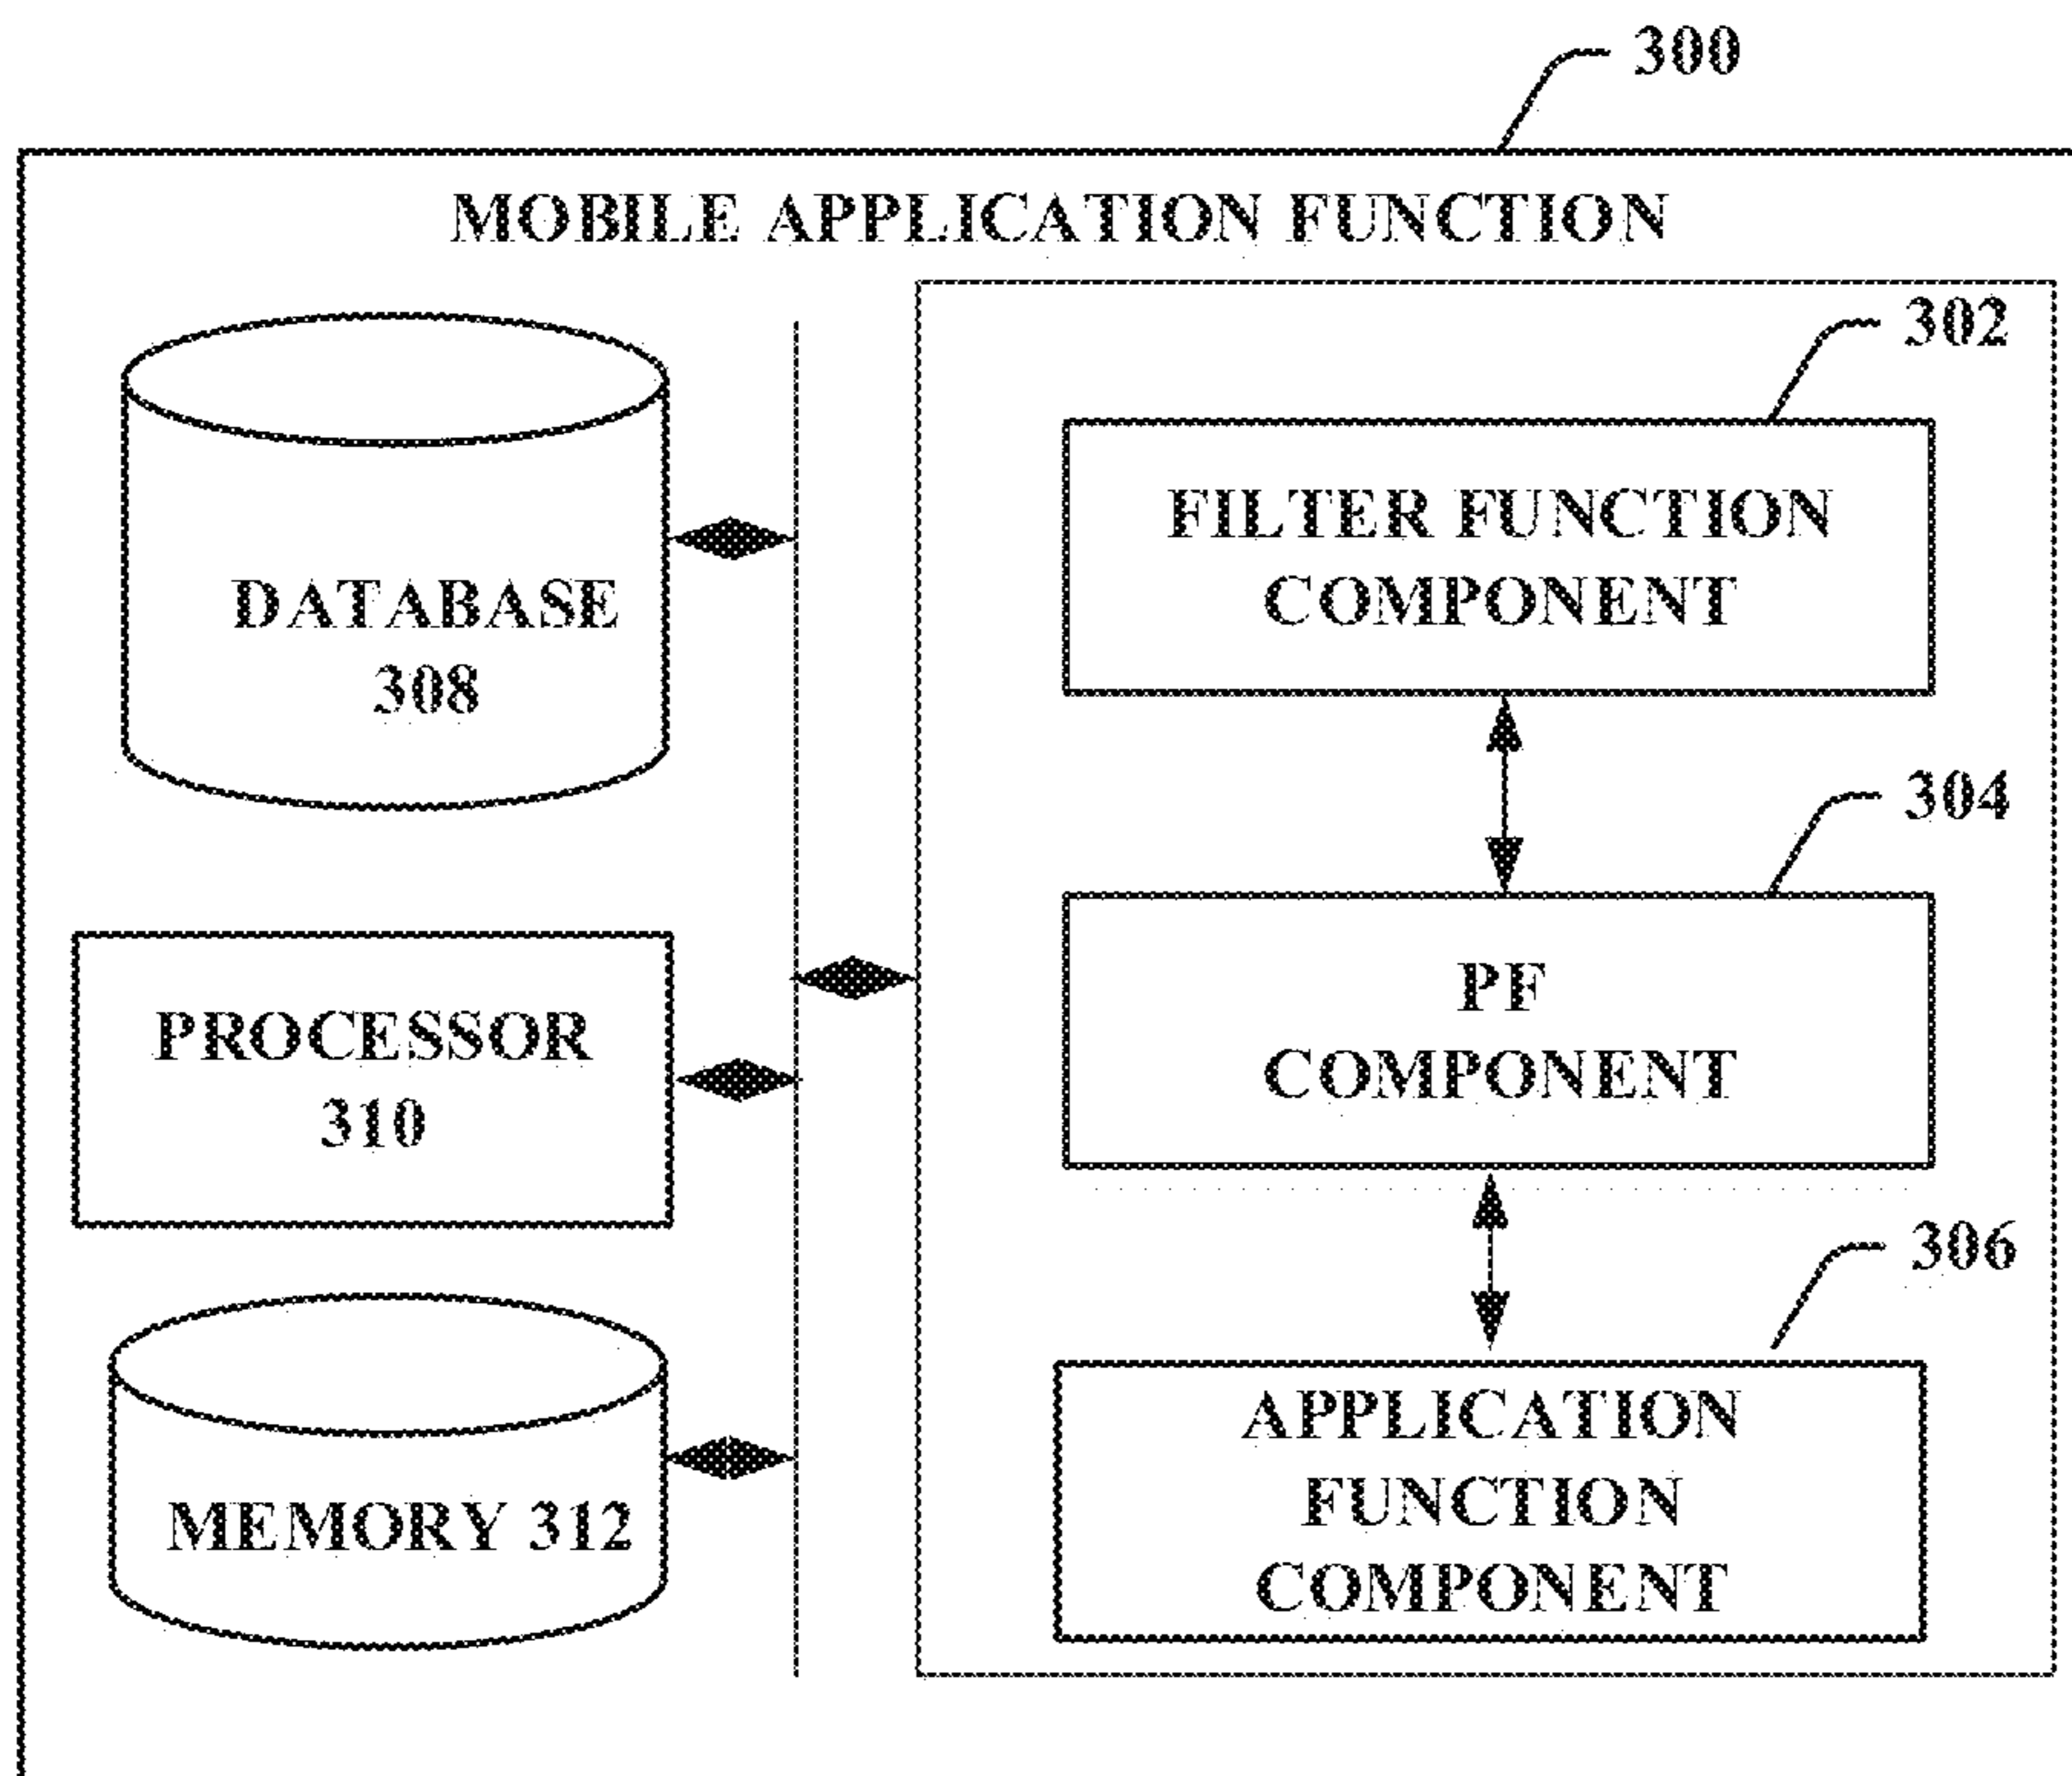 300
MOBILE APPLICATION FUNCTION
302
FILTER FUNCTION
COMPONENT
DATABASE
308
304
PF
COMPONENT
PROCESSOR
310
306
APPLICATION
FUNCTION
COMPONENT
MEMORY 312